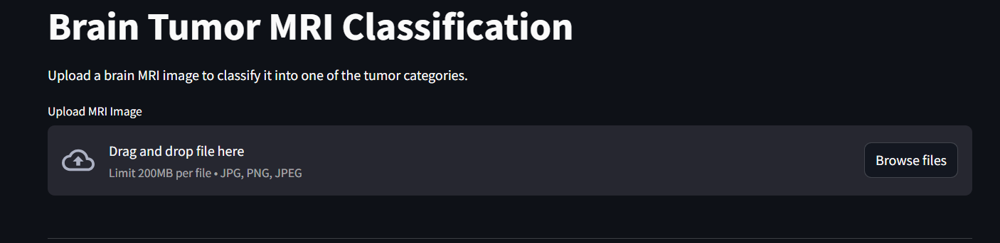 Brain Tumor MRI Classification
Upload a brain MRI image to classify it into one of the tumor categories.
Upload MRI Image
Drag and drop file here
Limit 200MB per file • JPG, PNG, JPEG
Browse files